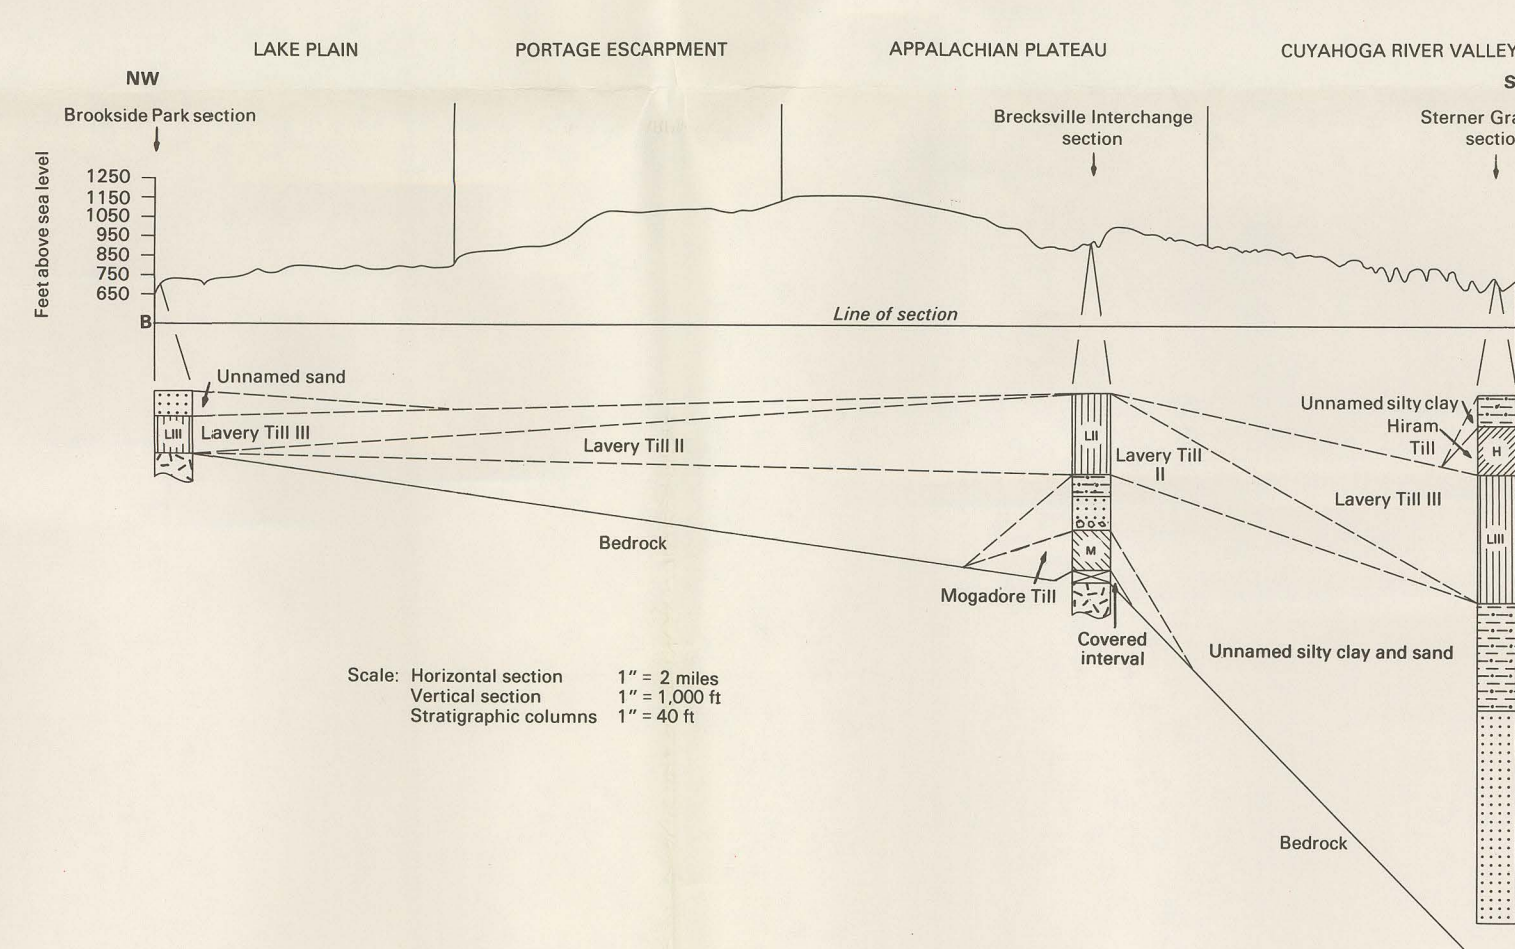 LAKE PLAIN
PORTAGE ESCARPMENT
APPALACHIAN PLATEAU
CUYAHOGA RIVER VALLEY
NW
S
Brookside Park section
Brecksville Interchange
section
Sterner Gra
sectio
Feet above sea level
1250
1150
1050
950
850
750
650
B
Line of section
Unnamed sand
LIII
Lavery Till III
Lavery Till II
LII
Lavery Till
II
Unnamed silty clay
Hiram
Till
H
Lavery Till III
LIII
Bedrock
M
Mogadore Till
Covered
interval
Unnamed silty clay and sand
Scale: Horizontal section 1" = 2 miles
Vertical section 1" = 1,000 ft
Stratigraphic columns 1" = 40 ft
Bedrock